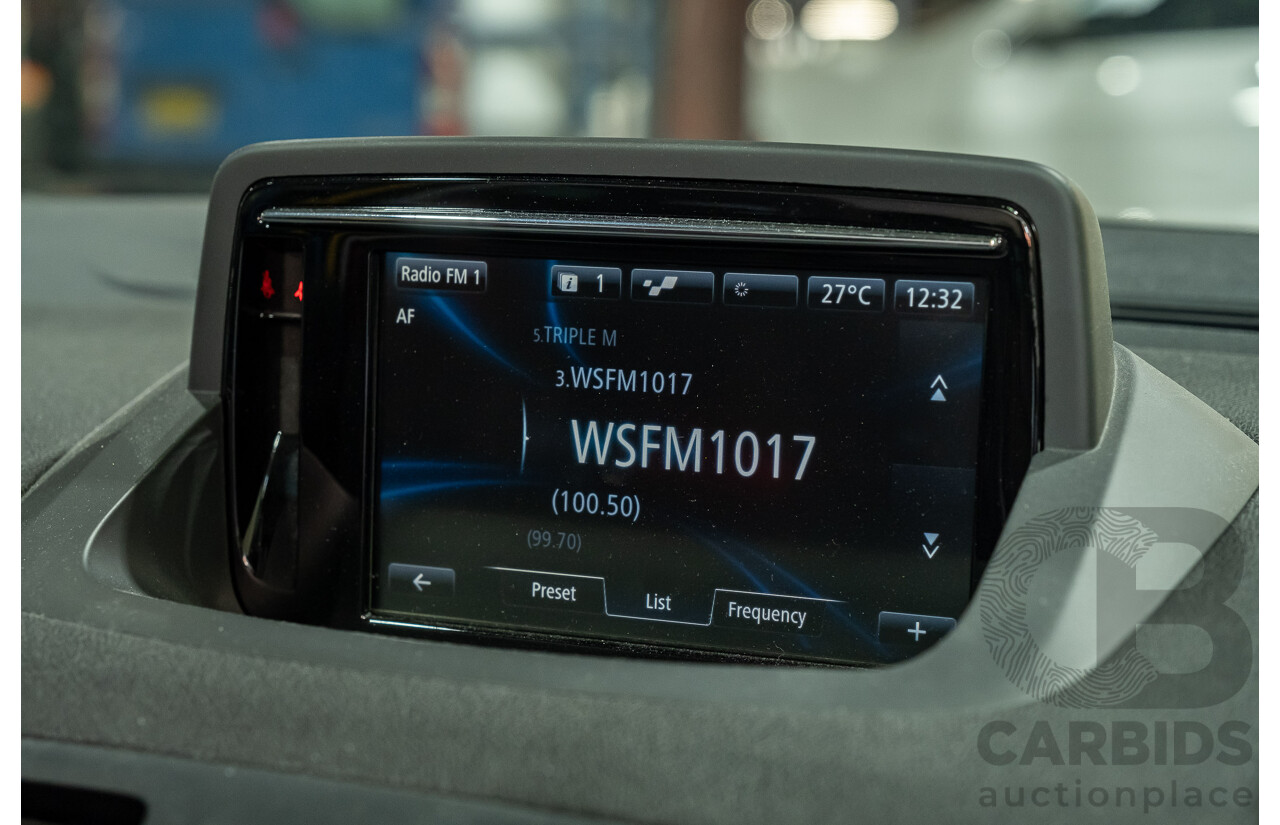 Radio FM 1
1
27°C
12:32
AF
5.TRIPLE M
3.WSFM1017
WSFM1017
(100.50)
(99.70)
Preset
List
Frequency
+
CB
CARBIDS
auctionplace